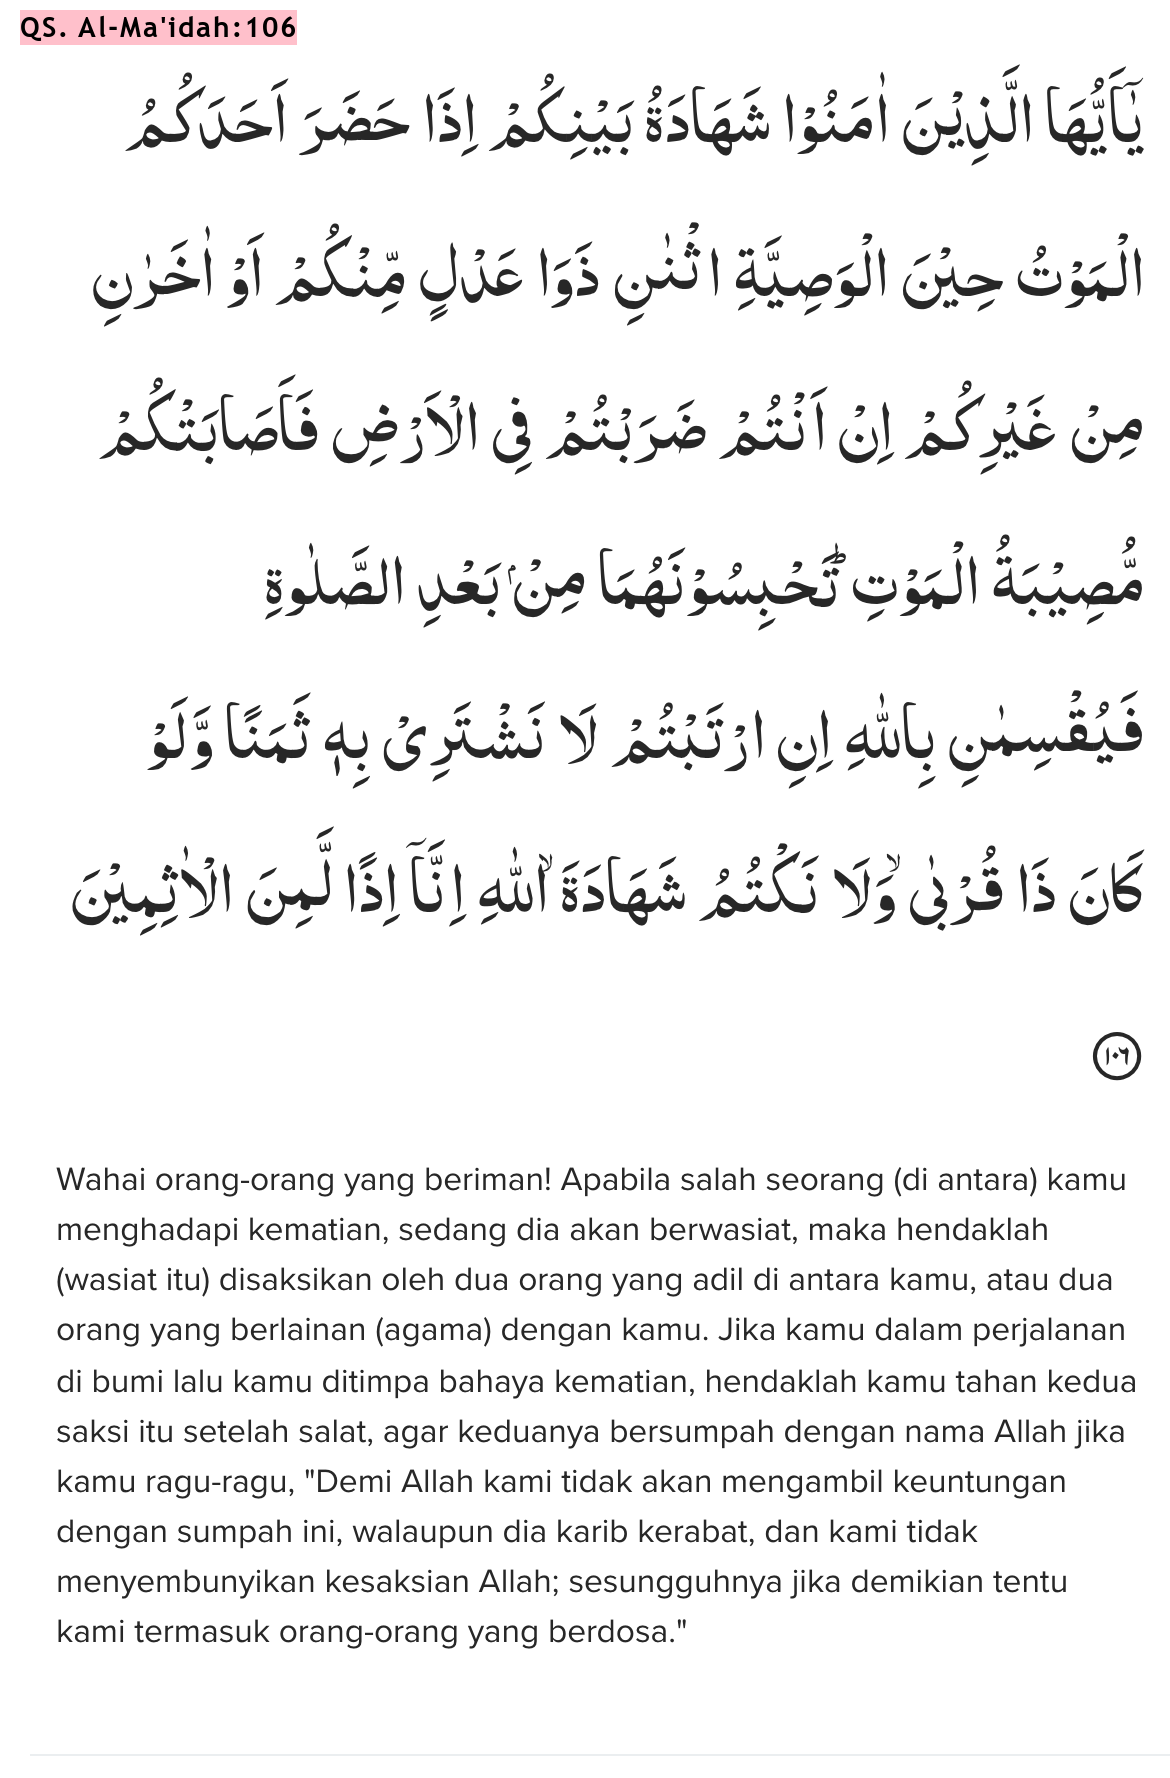 QS. Al-Ma'idah:106
يٰٓاَيُّهَا الَّذِيْنَ اٰمَنُوْا شَهَادَةُ بَيْنِكُمْ اِذَا حَضَرَ اَحَدَكُمُ
الْمَوْتُ حِيْنَ الْوَصِيَّةِ اثْنٰنِ ذَوَا عَدْلٍ مِّنْكُمْ اَوْ اٰخَرٰنِ
مِنْ غَيْرِكُمْ اِنْ اَنْتُمْ ضَرَبْتُمْ فِى الْاَرْضِ فَاَصَابَتْكُمْ
مُّصِيْبَةُ الْمَوْتِۗ تَحْبِسُوْنَهُمَا مِنْۢ بَعْدِ الصَّلٰوةِ
فَيُقْسِمٰنِ بِاللّٰهِ اِنِ ارْتَبْتُمْ لَا نَشْتَرِيْ بِهٖ ثَمَنًا وَّلَوْ
كَانَ ذَا قُرْبٰىۙ وَلَا نَكْتُمُ شَهَادَةَ اللّٰهِ ۙاِنَّآ اِذًا لَّمِنَ الْاٰثِمِيْنَ
١٠٦
Wahai orang-orang yang beriman! Apabila salah seorang (di antara) kamu
menghadapi kematian, sedang dia akan berwasiat, maka hendaklah
(wasiat itu) disaksikan oleh dua orang yang adil di antara kamu, atau dua
orang yang berlainan (agama) dengan kamu. Jika kamu dalam perjalanan
di bumi lalu kamu ditimpa bahaya kematian, hendaklah kamu tahan kedua
saksi itu setelah salat, agar keduanya bersumpah dengan nama Allah jika
kamu ragu-ragu, "Demi Allah kami tidak akan mengambil keuntungan
dengan sumpah ini, walaupun dia karib kerabat, dan kami tidak
menyembunyikan kesaksian Allah; sesungguhnya jika demikian tentu
kami termasuk orang-orang yang berdosa."